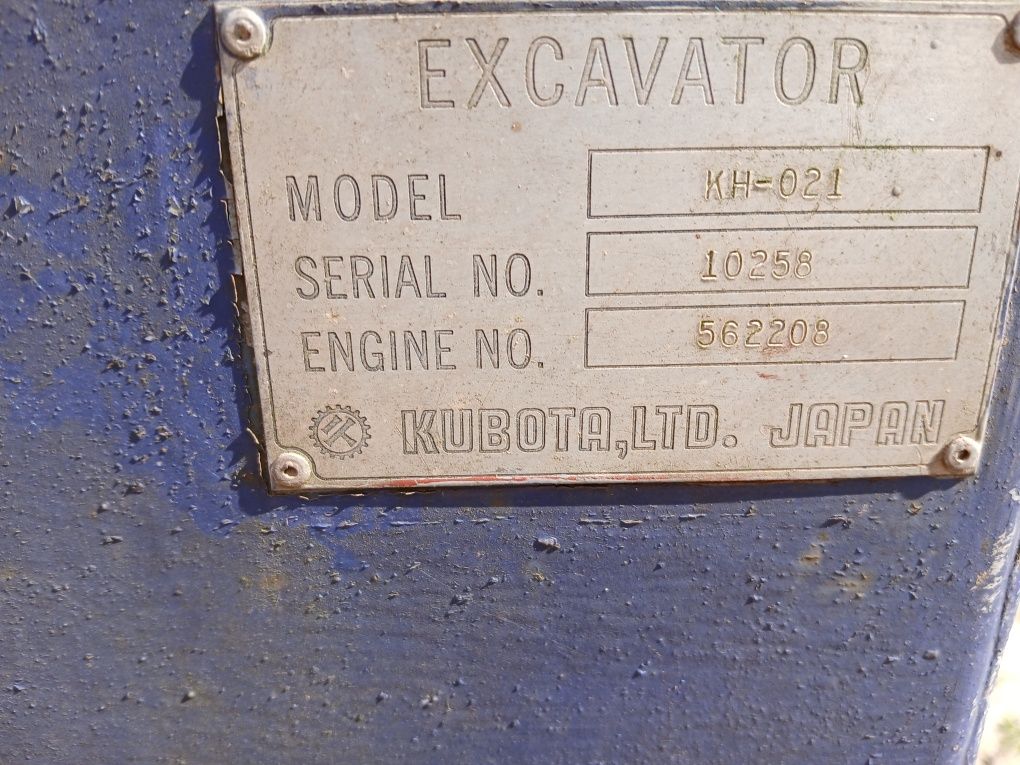 EXCAVATOR
MODEL KH-021
SERIAL NO. 10258
ENGINE NO. 562208
KUBOTA,LTD. JAPAN